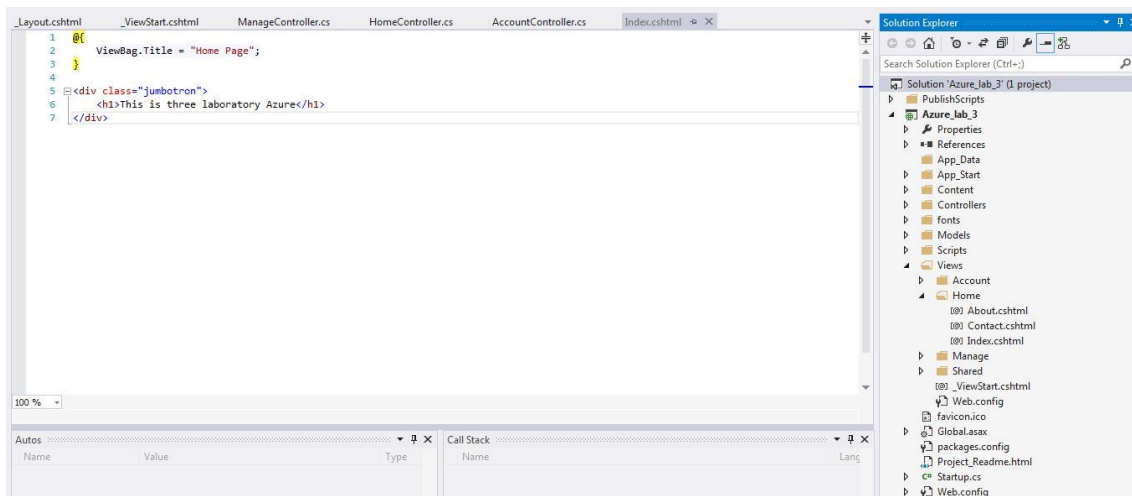 _Layout.cshtml _ViewStart.cshtml ManageController.cs HomeController.cs AccountController.cs Index.cshtml
1 @{
2 ViewBag.Title = "Home Page";
3 }
4
5 <div class="jumbotron">
6 <h1>This is three laboratory Azure</h1>
7 </div>
100 %
Autos
Name Value Type
Call Stack
Name Lang
Solution Explorer
Search Solution Explorer (Ctrl+;)
Solution 'Azure_lab_3' (1 project)
PublishScripts
Azure_lab_3
Properties
References
App_Data
App_Start
Content
Controllers
fonts
Models
Scripts
Views
Account
Home
[@] About.cshtml
[@] Contact.cshtml
[@] Index.cshtml
Manage
Shared
[@] _ViewStart.cshtml
Web.config
favicon.ico
Global.asax
packages.config
Project_Readme.html
C# Startup.cs
Web.config